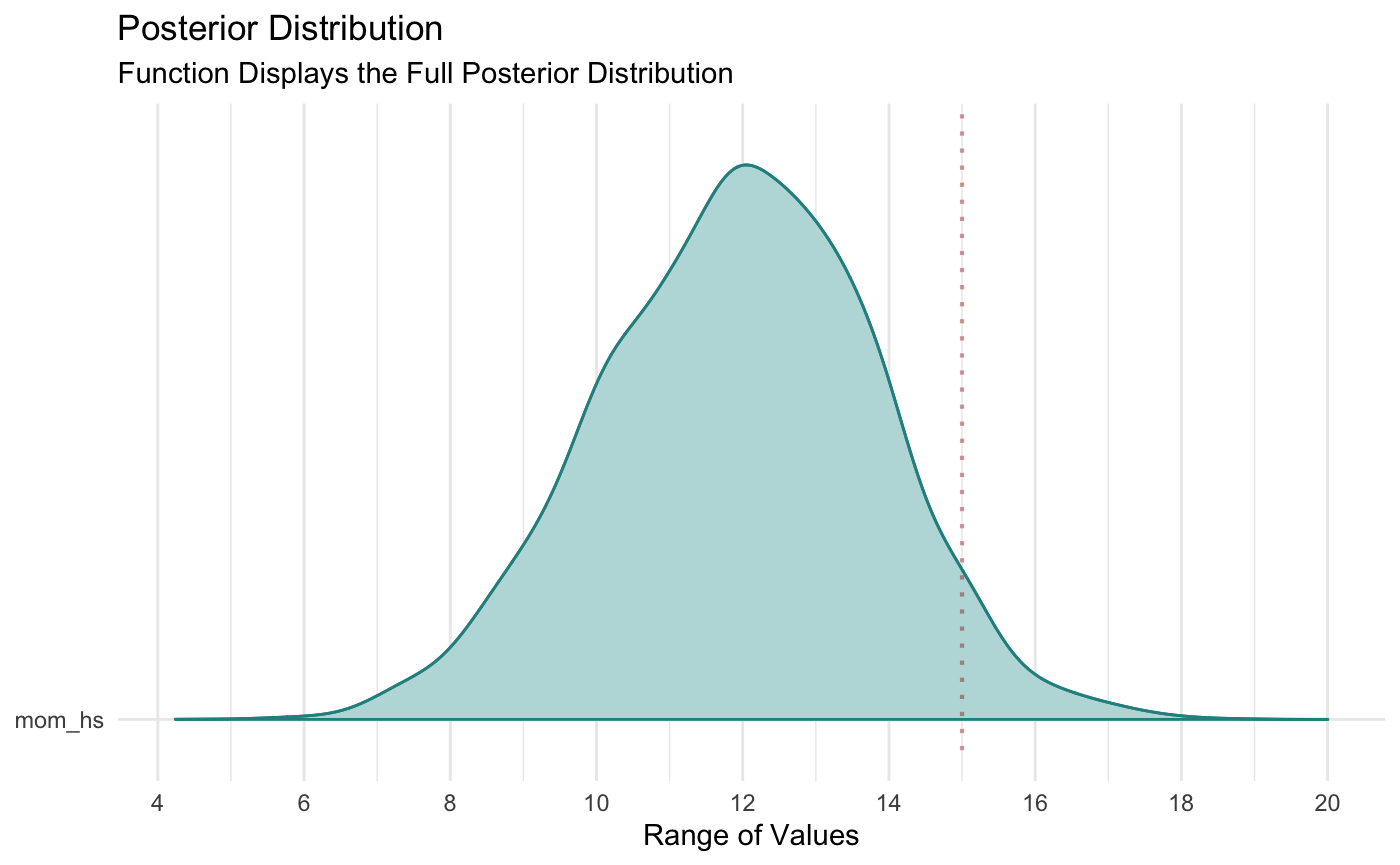 Posterior Distribution
Function Displays the Full Posterior Distribution
mom_hs
4 6 8 10 12 14 16 18 20
Range of Values